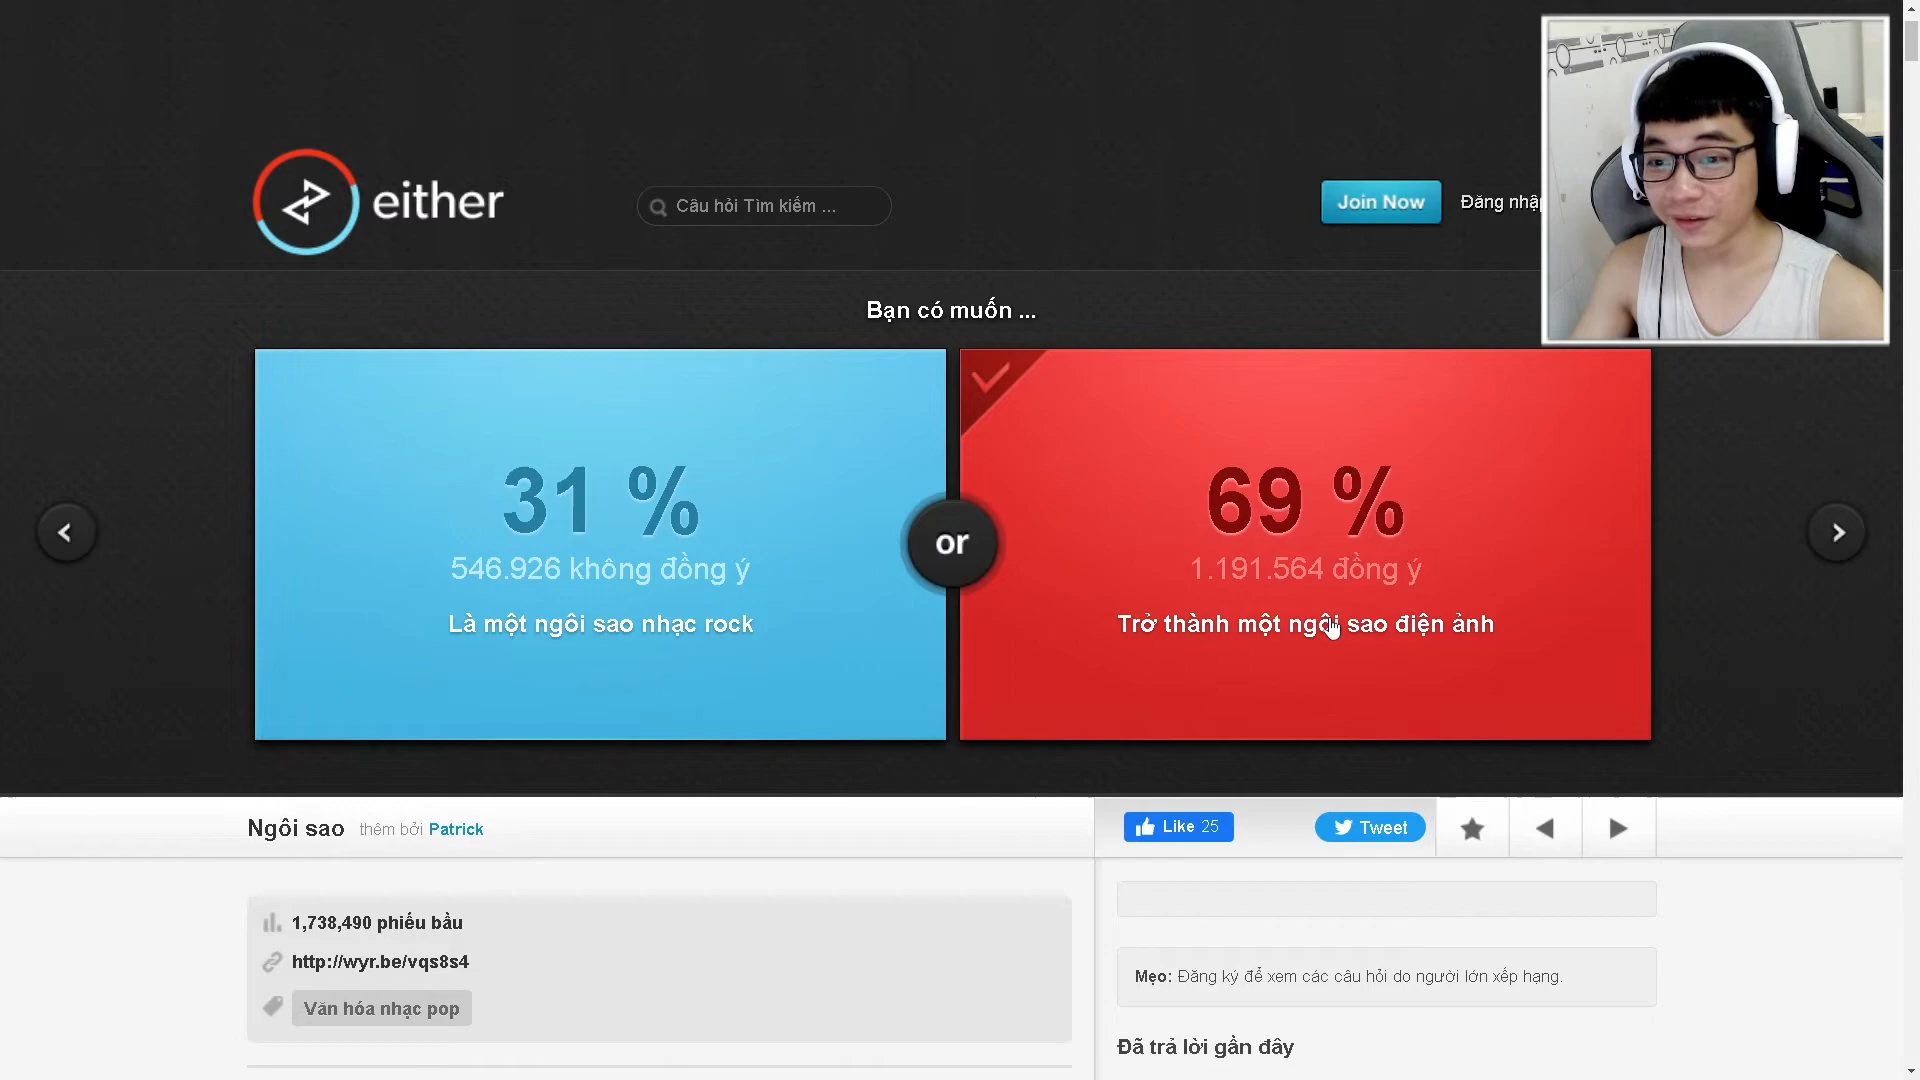 either
Câu hỏi Tìm kiếm ...
Join Now
Đăng nhập
Bạn có muốn ...
31 %
546.926 không đồng ý
Là một ngôi sao nhạc rock
or
69 %
1.191.564 đồng ý
Trở thành một ngôi sao điện ảnh
Ngôi sao thêm bởi Patrick
Like 25
Tweet
1,738,490 phiếu bầu
http://wyr.be/vqs8s4
Văn hóa nhạc pop
Mẹo: Đăng ký để xem các câu hỏi do người lớn xếp hạng.
Đã trả lời gần đây